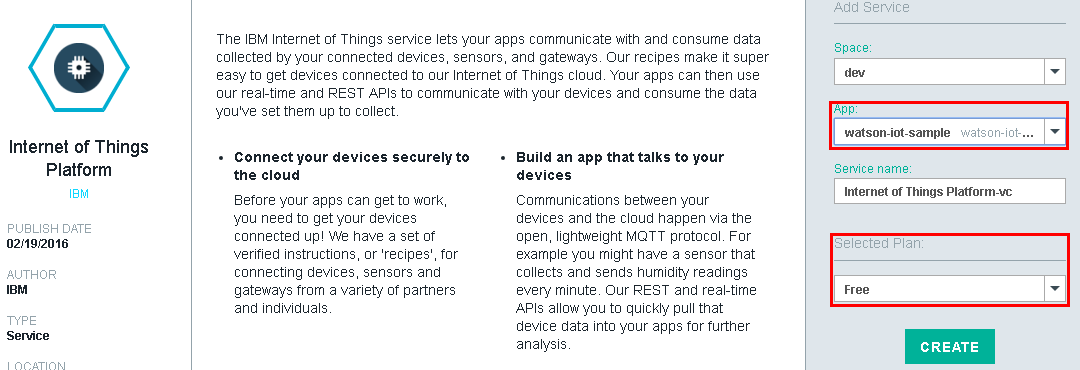 Internet of Things
Platform
IBM
PUBLISH DATE
02/19/2016
AUTHOR
IBM
TYPE
Service
LOCATION
The IBM Internet of Things service lets your apps communicate with and consume data
collected by your connected devices, sensors, and gateways. Our recipes make it super
easy to get devices connected to our Internet of Things cloud. Your apps can then use
our real-time and REST APIs to communicate with your devices and consume the data
you've set them up to collect.
• Connect your devices securely to
the cloud
Before your apps can get to work,
you need to get your devices
connected up! We have a set of
verified instructions, or 'recipes', for
connecting devices, sensors and
gateways from a variety of partners
and individuals.
• Build an app that talks to your
devices
Communications between your
devices and the cloud happen via the
open, lightweight MQTT protocol. For
example you might have a sensor that
collects and sends humidity readings
every minute. Our REST and real-time
APIs allow you to quickly pull that
device data into your apps for further
analysis.
Add Service
Space:
dev
App:
watson-iot-sample watson-iot-...
Service name:
Internet of Things Platform-vc
Selected Plan:
Free
CREATE